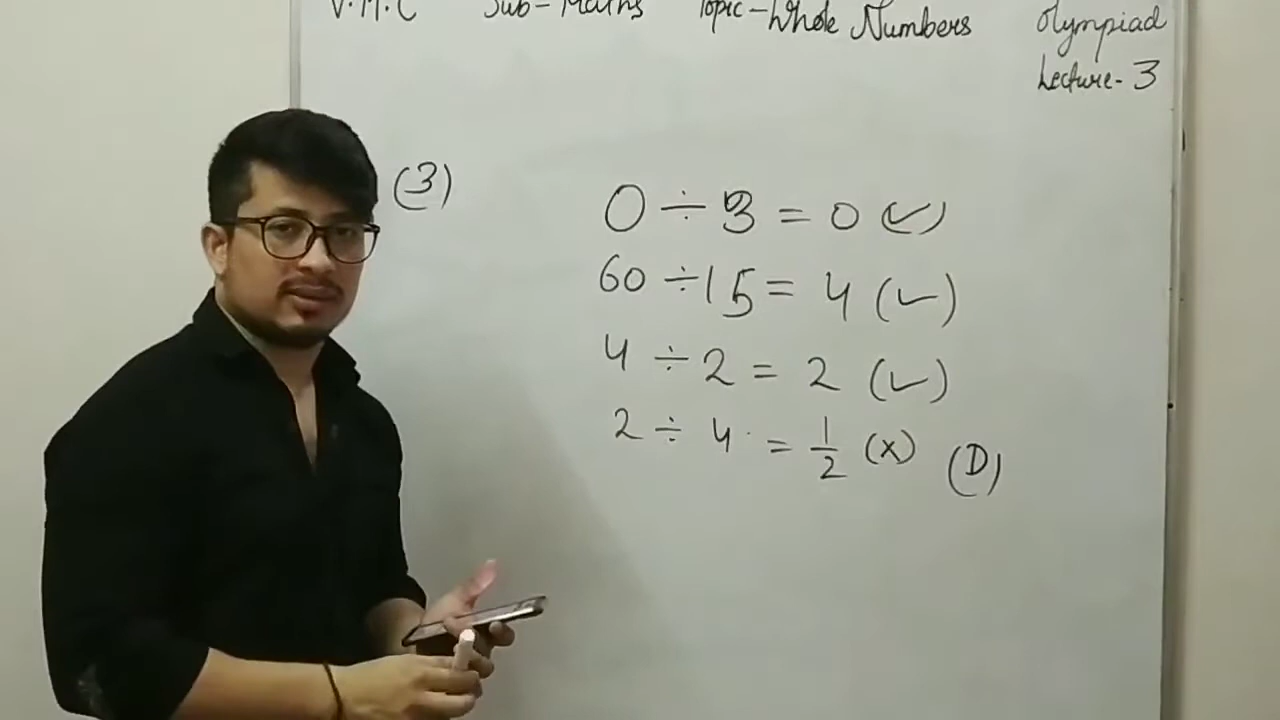 V.M.C Sub-Maths Topic-Whole Numbers Olympiad
Lecture-3
(3)
0 ÷ 3 = 0 (✓)
60 ÷ 15 = 4 (✓)
4 ÷ 2 = 2 (✓)
2 ÷ 4 = 1/2 (x) (D)